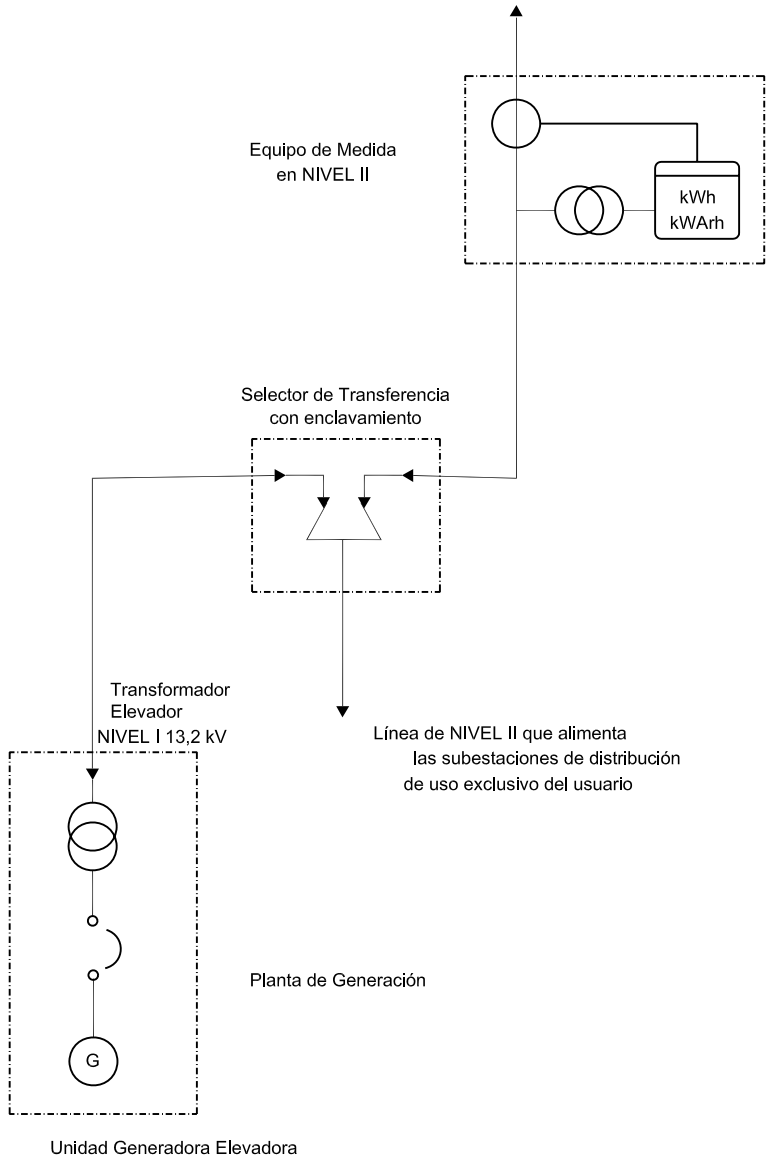 Equipo de Medida
en NIVEL II
kWh
kWArh
Selector de Transferencia
con enclavamiento
Transformador
Elevador
NIVEL I 13,2 kV
Línea de NIVEL II que alimenta
las subestaciones de distribución
de uso exclusivo del usuario
Planta de Generación
G
Unidad Generadora Elevadora